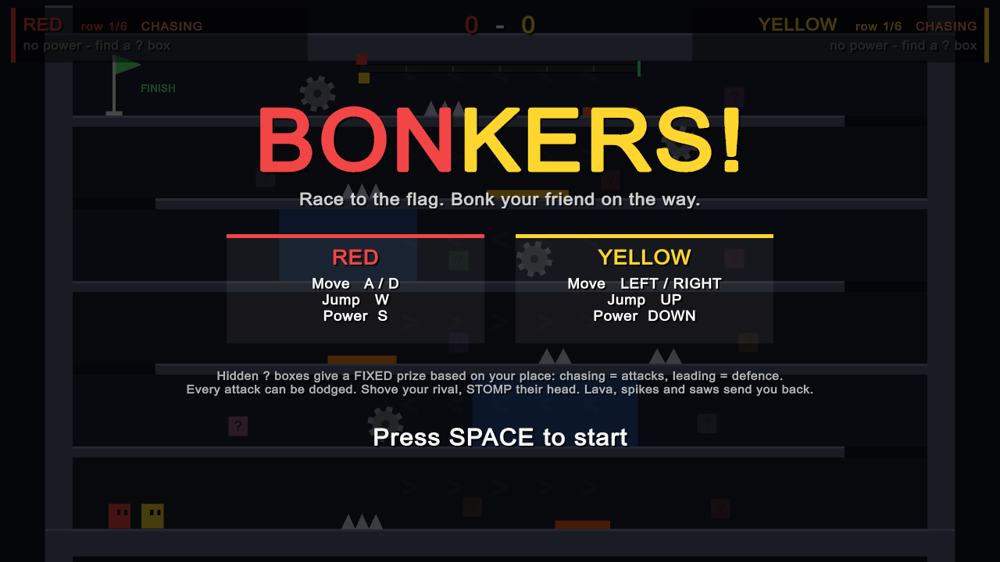 RED row 1/6 CHASING
no power - find a ? box
0 - 0
YELLOW row 1/6 CHASING
no power - find a ? box
FINISH
BONKERS!
Race to the flag. Bonk your friend on the way.
RED
Move A / D
Jump W
Power S
YELLOW
Move LEFT / RIGHT
Jump UP
Power DOWN
Hidden ? boxes give a FIXED prize based on your place: chasing = attacks, leading = defence.
Every attack can be dodged. Shove your rival, STOMP their head. Lava, spikes and saws send you back.
?
Press SPACE to start